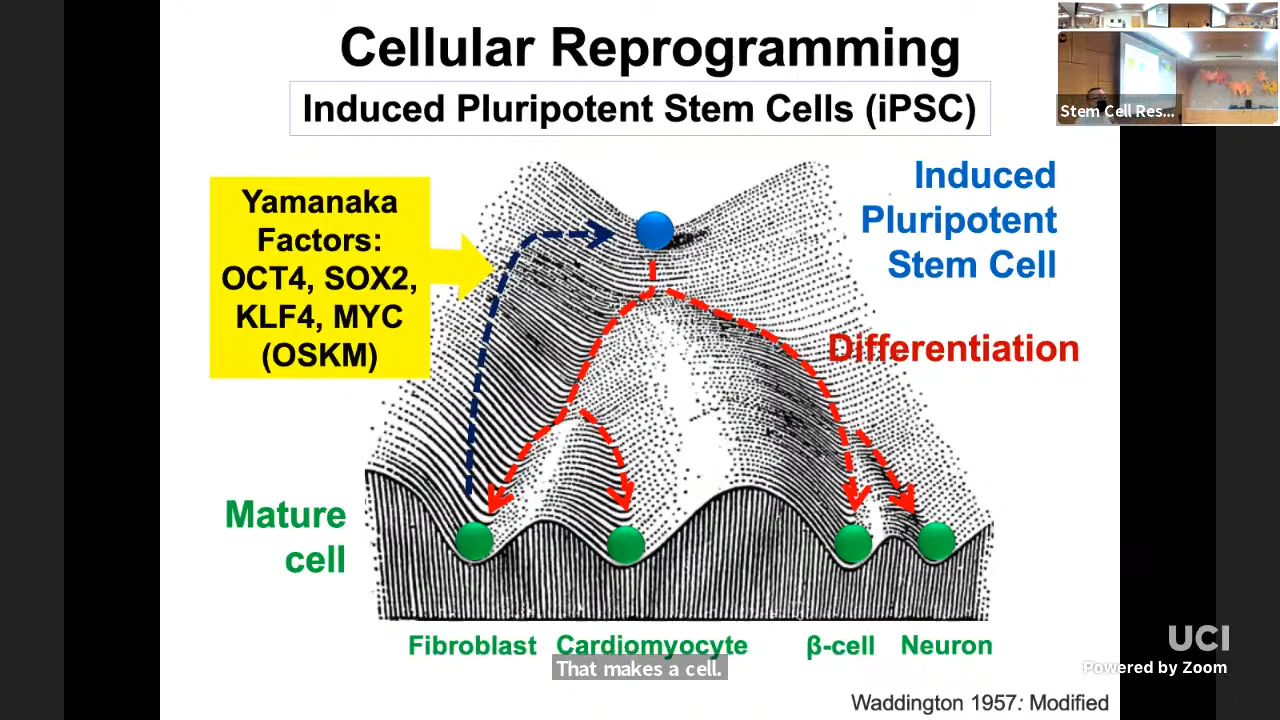 Cellular Reprogramming
Induced Pluripotent Stem Cells (iPSC)
Stem Cell Res...
Yamanaka
Factors:
OCT4, SOX2,
KLF4, MYC
(OSKM)
Induced
Pluripotent
Stem Cell
Differentiation
Mature
cell
Fibroblast
Cardiomyocyte
β-cell
Neuron
That makes a cell.
UCI
Powered by Zoom
Waddington 1957: Modified